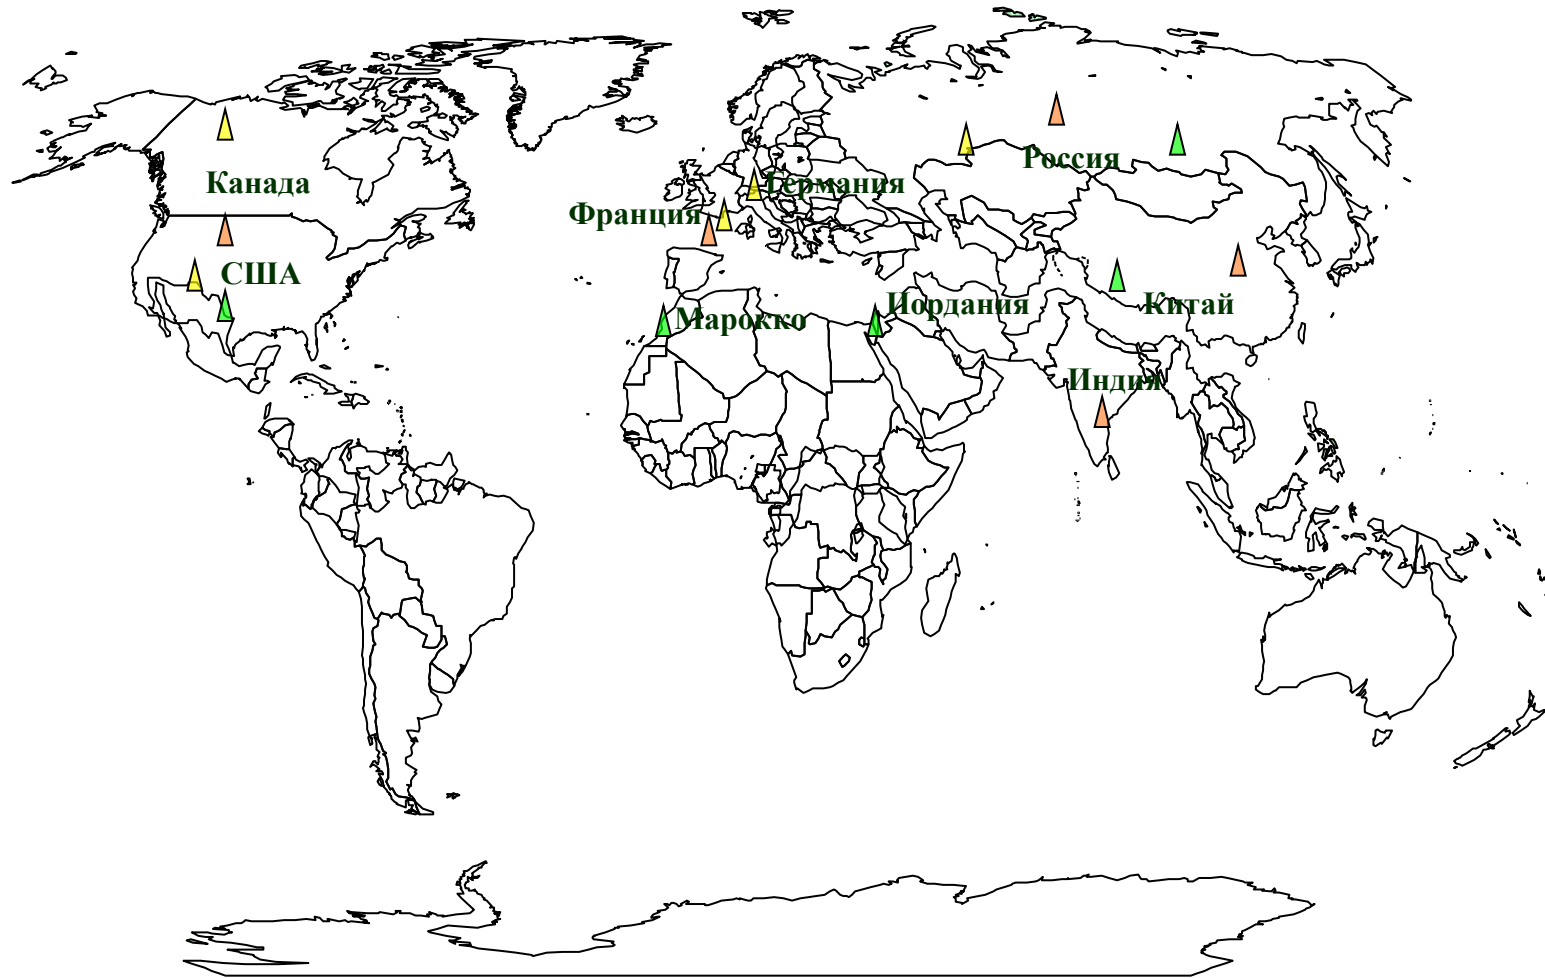 Россия
Канада
Германия
Франция
США
Иордания
Китай
Марокко
Индия